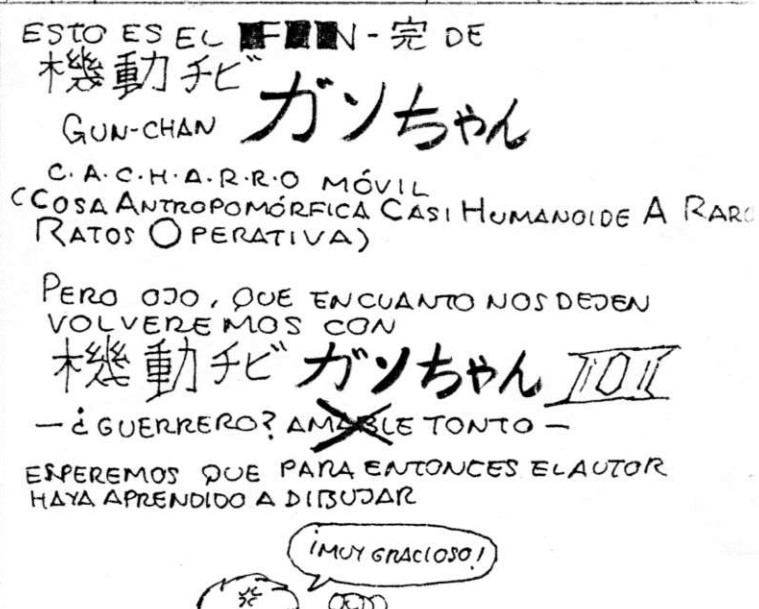 ESTO ES EL ■F■■N-完 DE
機動チビ
GUN-CHAN ガンちゃん
C.A.C.H.A.R.R.O MÓVIL
(COSA ANTROPOMÓRFICA CASI HUMANOIDE A RARO
RATOS OPERATIVA)
PERO OJO, QUE EN CUANTO NOS DEJEN
VOLVEREMOS CON
機動チビ ガンちゃん
— ¿GUERRERO? AMABLE TONTO —
ESPEREMOS QUE PARA ENTONCES EL AUTOR
HAYA APRENDIDO A DIBUJAR
¡MUY GRACIOSO!